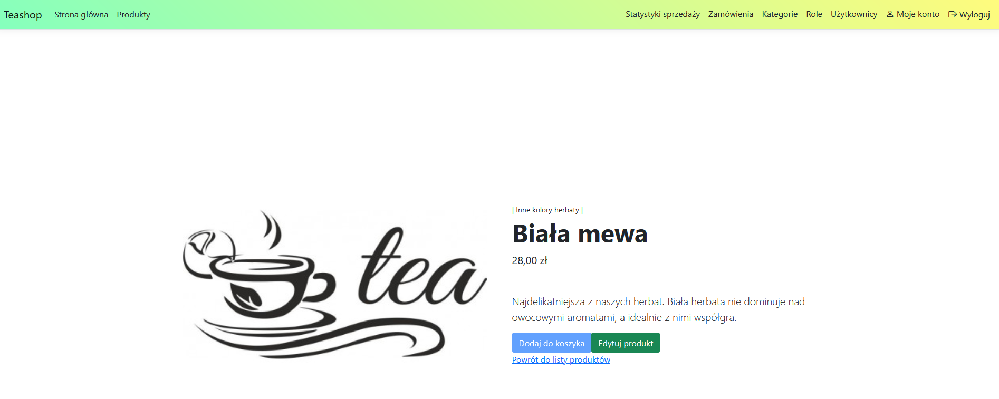 Teashop Strona główna Produkty Statystyki sprzedaży Zamówienia Kategorie Role Użytkownicy Moje konto Wyloguj
| Inne kolory herbaty |
Biała mewa
28,00 zł
tea
Najdelikatniejsza z naszych herbat. Biała herbata nie dominuje nad
owocowymi aromatami, a idealnie z nimi współgra.
Dodaj do koszyka Edytuj produkt
Powrót do listy produktów